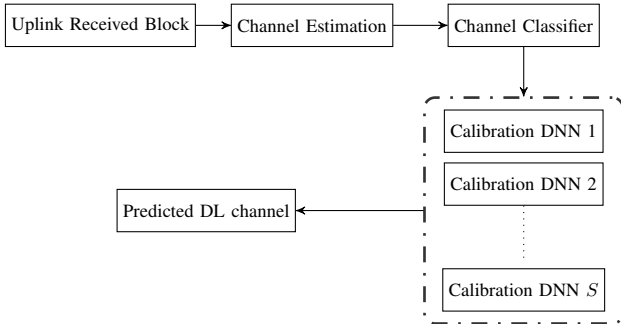 Uplink Received Block
Channel Estimation
Channel Classifier
Calibration DNN 1
Calibration DNN 2
Predicted DL channel
Calibration DNN S